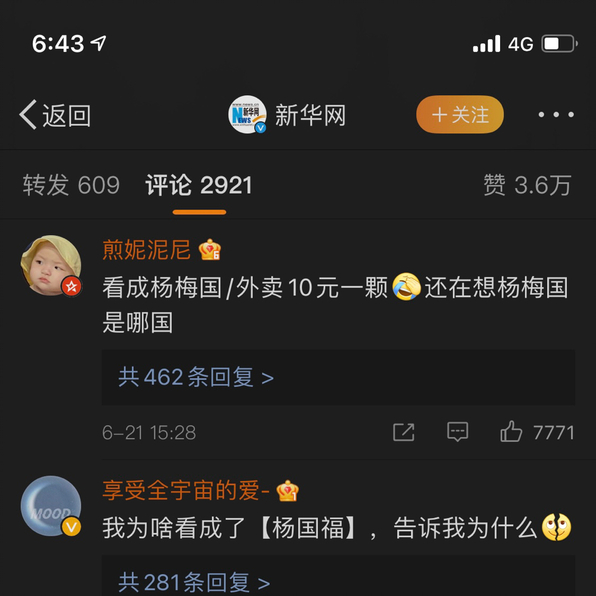 6:43 4G
返回 新华网 +关注
转发 609 评论 2921 赞 3.6万
煎妮泥尼
看成杨梅国/外卖10元一颗🤣还在想杨梅国
是哪国
共462条回复 >
6-21 15:28 7771
享受全宇宙的爱-
MOOD
我为啥看成了【杨国福】，告诉我为什么
共281条回复 >